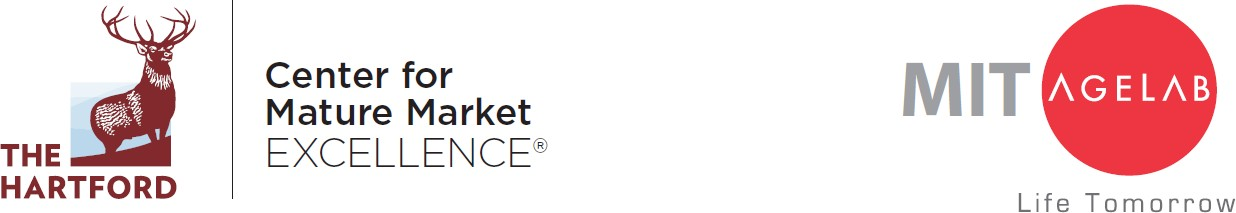 THE
HARTFORD
Center for
Mature Market
EXCELLENCE®
MIT AGELAB
Life Tomorrow